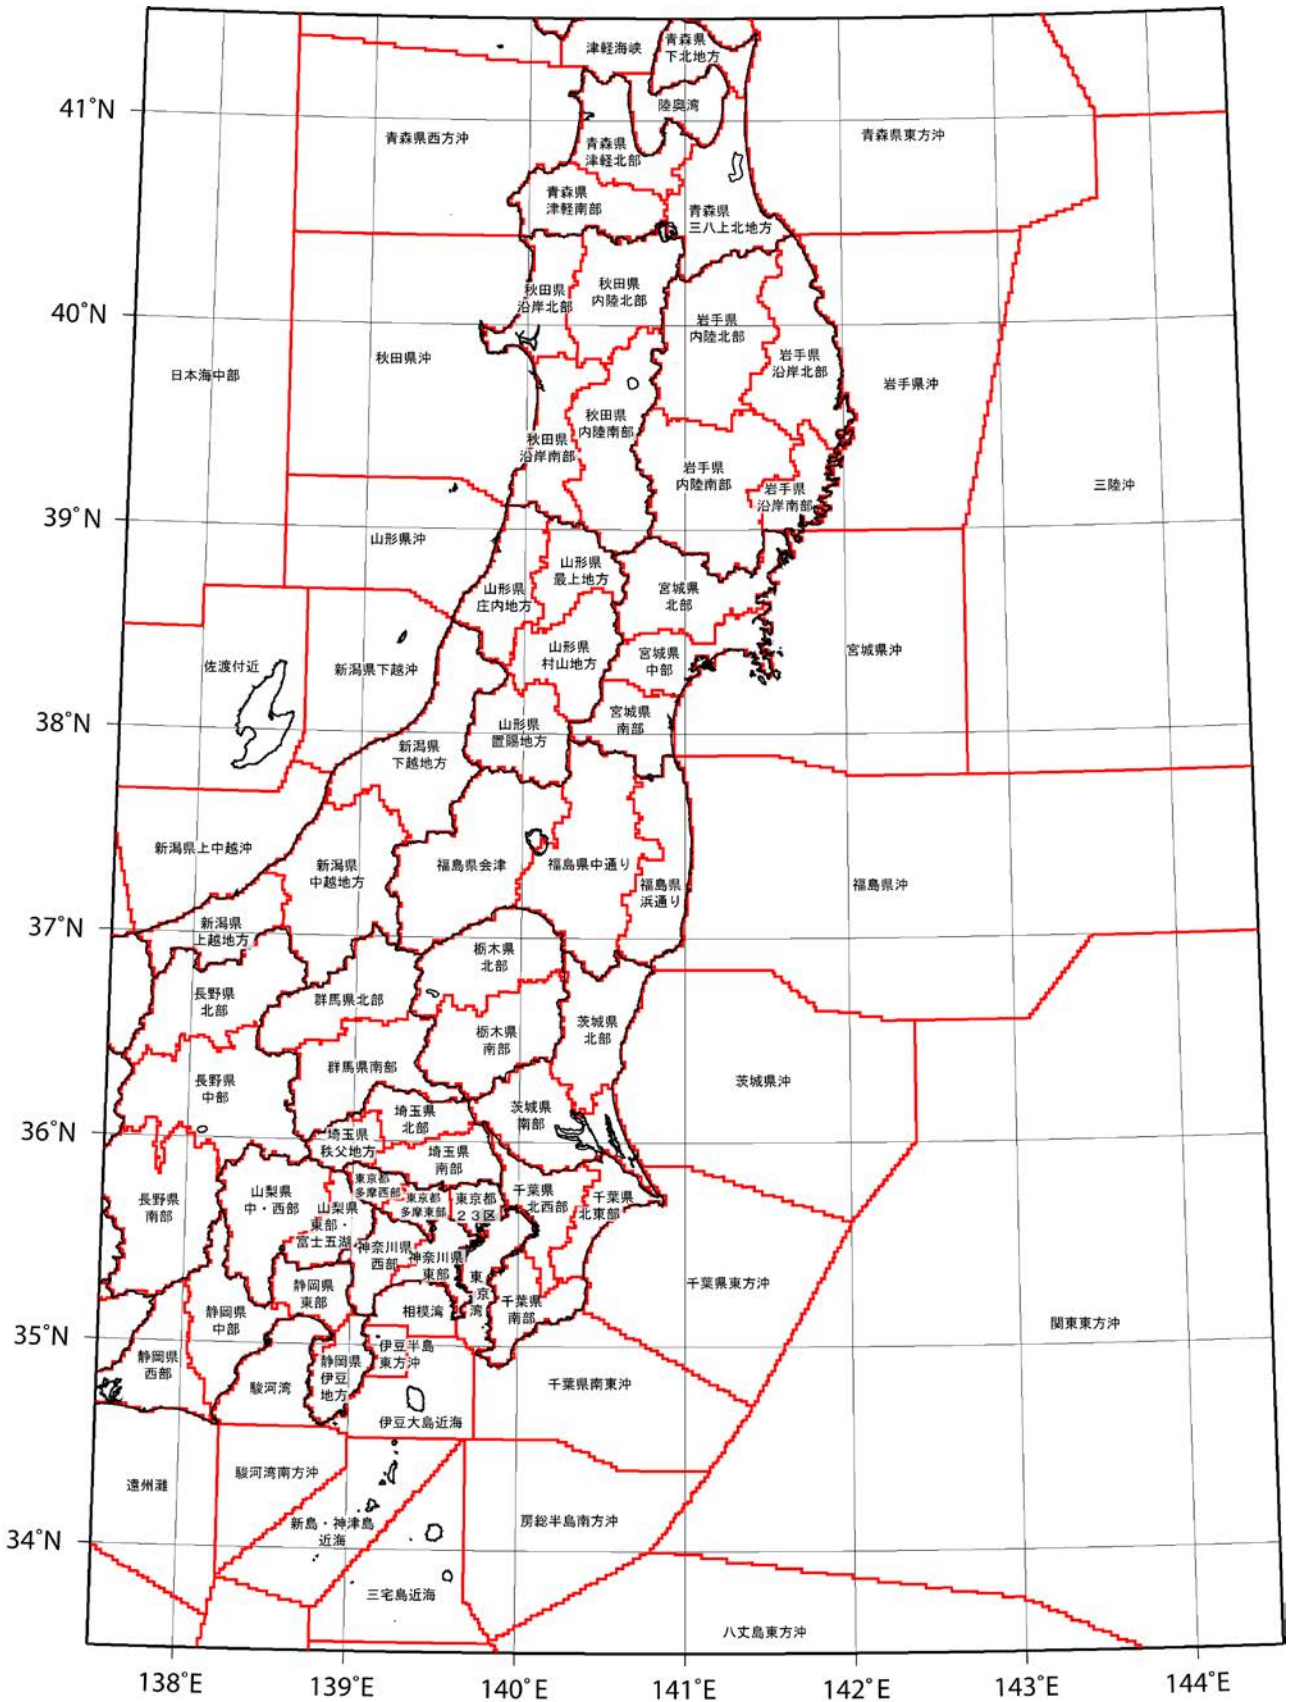 津軽海峡
青森県
下北地方
41°N
陸奥湾
青森県西方沖
青森県東方沖
青森県
津軽北部
青森県
津軽南部
青森県
三八上北地方
秋田県
沿岸北部
秋田県
内陸北部
40°N
岩手県
内陸北部
岩手県
沿岸北部
日本海中部
秋田県沖
岩手県沖
秋田県
内陸南部
秋田県
沿岸南部
岩手県
内陸南部
岩手県
沿岸南部
三陸沖
39°N
山形県沖
山形県
最上地方
山形県
庄内地方
宮城県
北部
佐渡付近
新潟県下越沖
山形県
村山地方
宮城県
中部
宮城県沖
38°N
新潟県
下越地方
山形県
置賜地方
宮城県
南部
新潟県上中越沖
新潟県
中越地方
福島県会津
福島県中通り
福島県
浜通り
福島県沖
37°N
新潟県
上越地方
栃木県
北部
長野県
北部
群馬県北部
栃木県
南部
茨城県
北部
長野県
中部
群馬県南部
茨城県沖
36°N
埼玉県
北部
茨城県
南部
埼玉県
秩父地方
埼玉県
南部
長野県
南部
山梨県
中・西部
山梨県
東部・
富士五湖
東京都
多摩西部
東京都
多摩東部
東京都
２３区
千葉県
北西部
千葉県
北東部
神奈川県
西部
神奈川県
東部
東
京
湾
千葉県
南部
千葉県東方沖
静岡県
東部
静岡県
中部
相模湾
関東東方沖
35°N
静岡県
西部
駿河湾
静岡県
伊豆
地方
伊豆半島
東方沖
伊豆大島近海
千葉県南東沖
遠州灘
駿河湾南方沖
新島・神津島
近海
房総半島南方沖
34°N
三宅島近海
八丈島東方沖
138°E
139°E
140°E
141°E
142°E
143°E
144°E